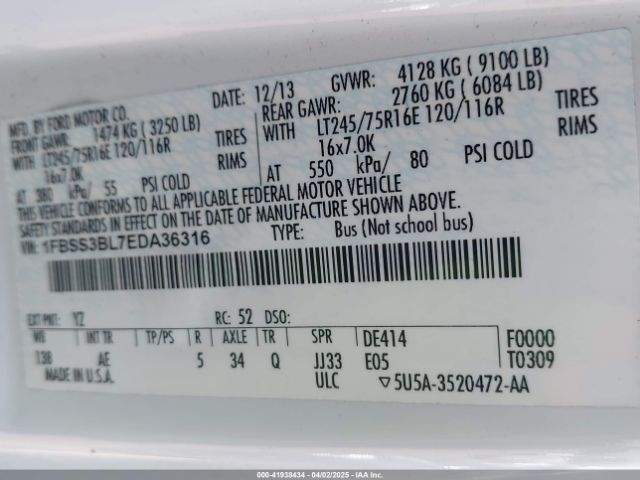 MFD. BY FORD MOTOR CO.
DATE: 12/13
GVWR: 4128 KG ( 9100 LB)
FRONT GAWR: 1474 KG ( 3250 LB)
REAR GAWR: 2760 KG ( 6084 LB)
WITH LT245/75R16E 120/116R TIRES
WITH LT245/75R16E 120/116R TIRES
16x7.0K RIMS
16x7.0K RIMS
AT 380 kPa/ 55 PSI COLD
AT 550 kPa/ 80 PSI COLD
THIS VEHICLE CONFORMS TO ALL APPLICABLE FEDERAL MOTOR VEHICLE
SAFETY STANDARDS IN EFFECT ON THE DATE OF MANUFACTURE SHOWN ABOVE.
VIN: 1FBSS3BL7EDA36316
TYPE: Bus (Not school bus)
EXT PNT: YZ RC: 52 DSO:
WB INT TR TP/PS R AXLE TR SPR DE414 F0000
138 AE 5 34 Q JJ33 E05 T0309
MADE IN U.S.A. ULC ▽5U5A-3520472-AA
000-41938434 - 04/02/2025 - IAA Inc.